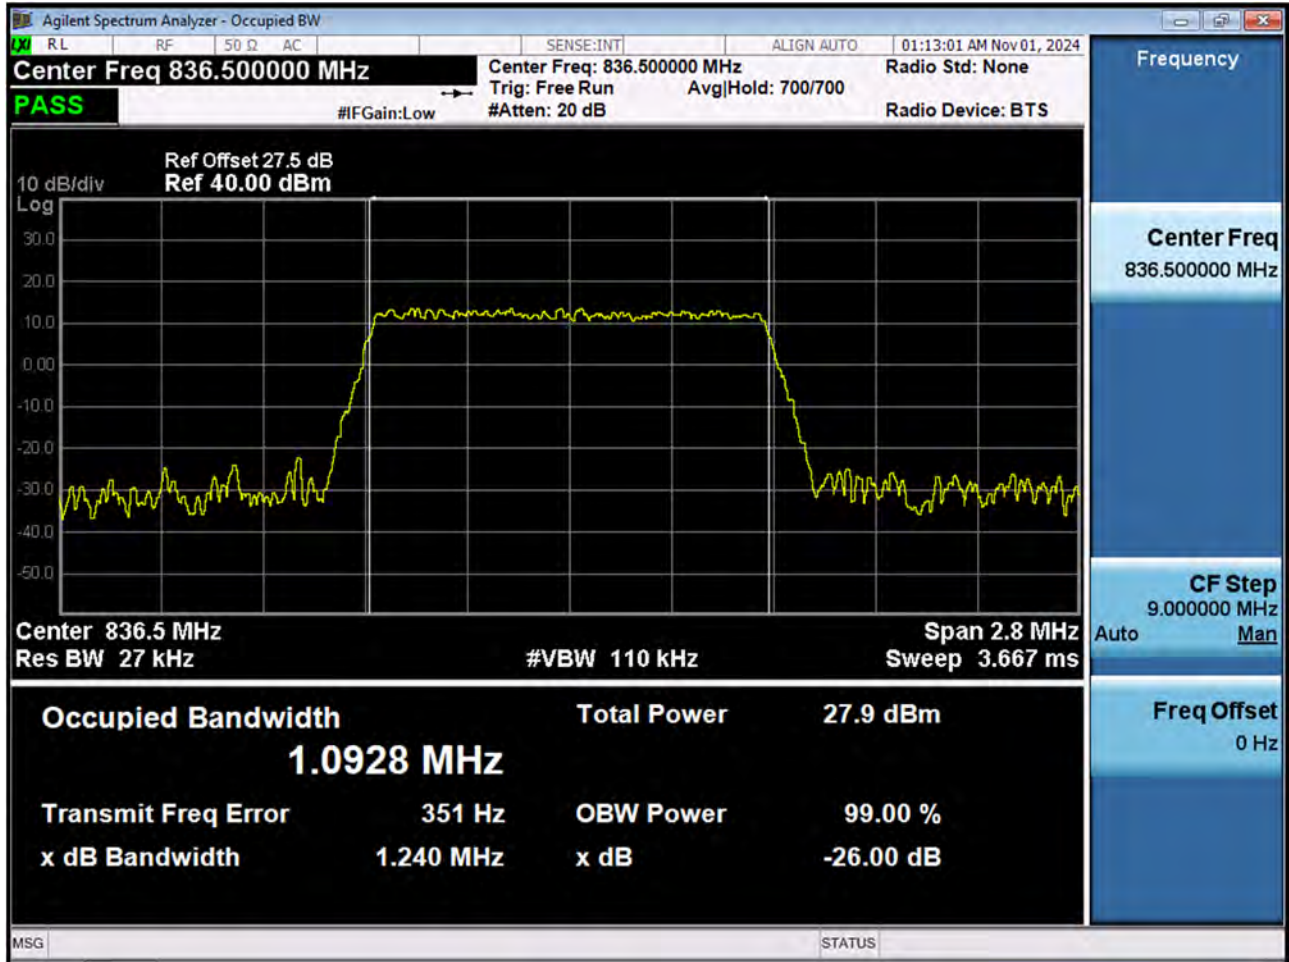 Agilent Spectrum Analyzer - Occupied BW
LXI RL RF 50 Ω AC SENSE:INT ALIGN AUTO 01:13:01 AM Nov 01, 2024
Center Freq 836.500000 MHz
Center Freq: 836.500000 MHz Radio Std: None
Trig: Free Run Avg|Hold: 700/700
PASS
#IFGain:Low #Atten: 20 dB Radio Device: BTS
Ref Offset 27.5 dB
10 dB/div Ref 40.00 dBm
Log
30.0
20.0
10.0
0.00
-10.0
-20.0
-30.0
-40.0
-50.0
Center 836.5 MHz Span 2.8 MHz
Res BW 27 kHz #VBW 110 kHz Sweep 3.667 ms
Occupied Bandwidth Total Power 27.9 dBm
1.0928 MHz
Transmit Freq Error 351 Hz OBW Power 99.00 %
x dB Bandwidth 1.240 MHz x dB -26.00 dB
MSG STATUS
Frequency
Center Freq
836.500000 MHz
CF Step
9.000000 MHz
Auto Man
Freq Offset
0 Hz